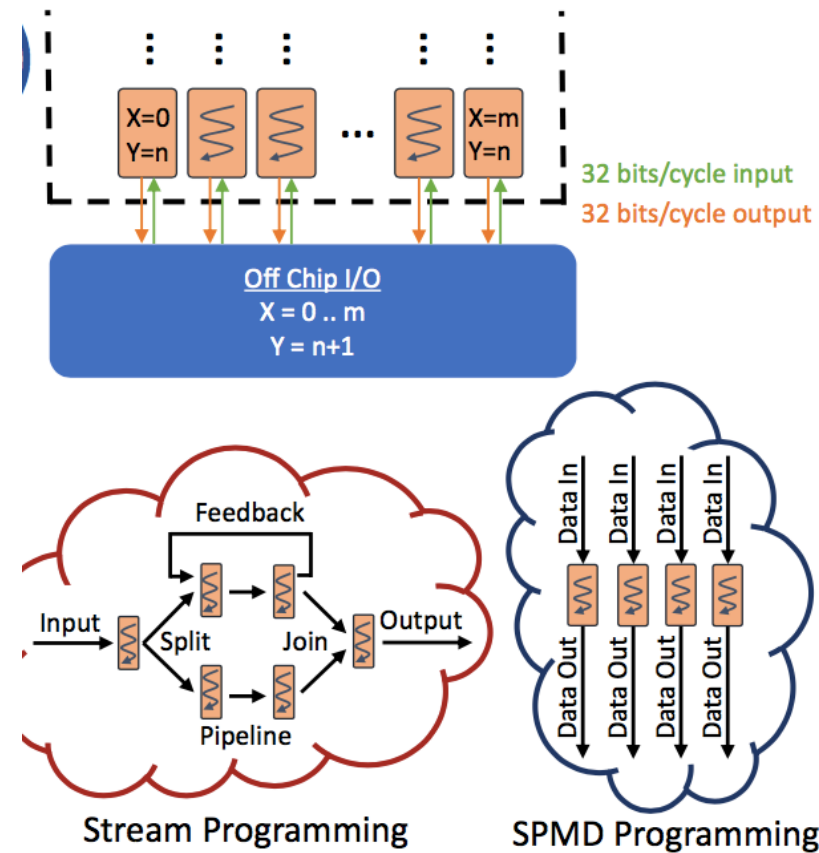 X=0
Y=n
...
X=m
Y=n
32 bits/cycle input
32 bits/cycle output
Off Chip I/O
X = 0 .. m
Y = n+1
Feedback
Input
Split
Join
Output
Pipeline
Stream Programming
Data In
Data In
Data In
Data In
Data Out
Data Out
Data Out
Data Out
SPMD Programming